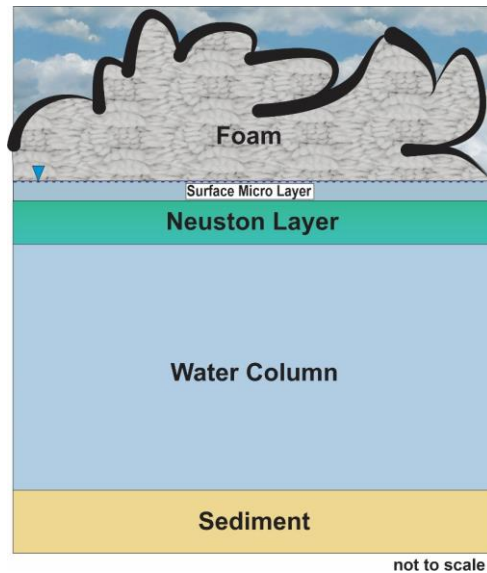 Foam
Surface Micro Layer
Neuston Layer
Water Column
Sediment
not to scale